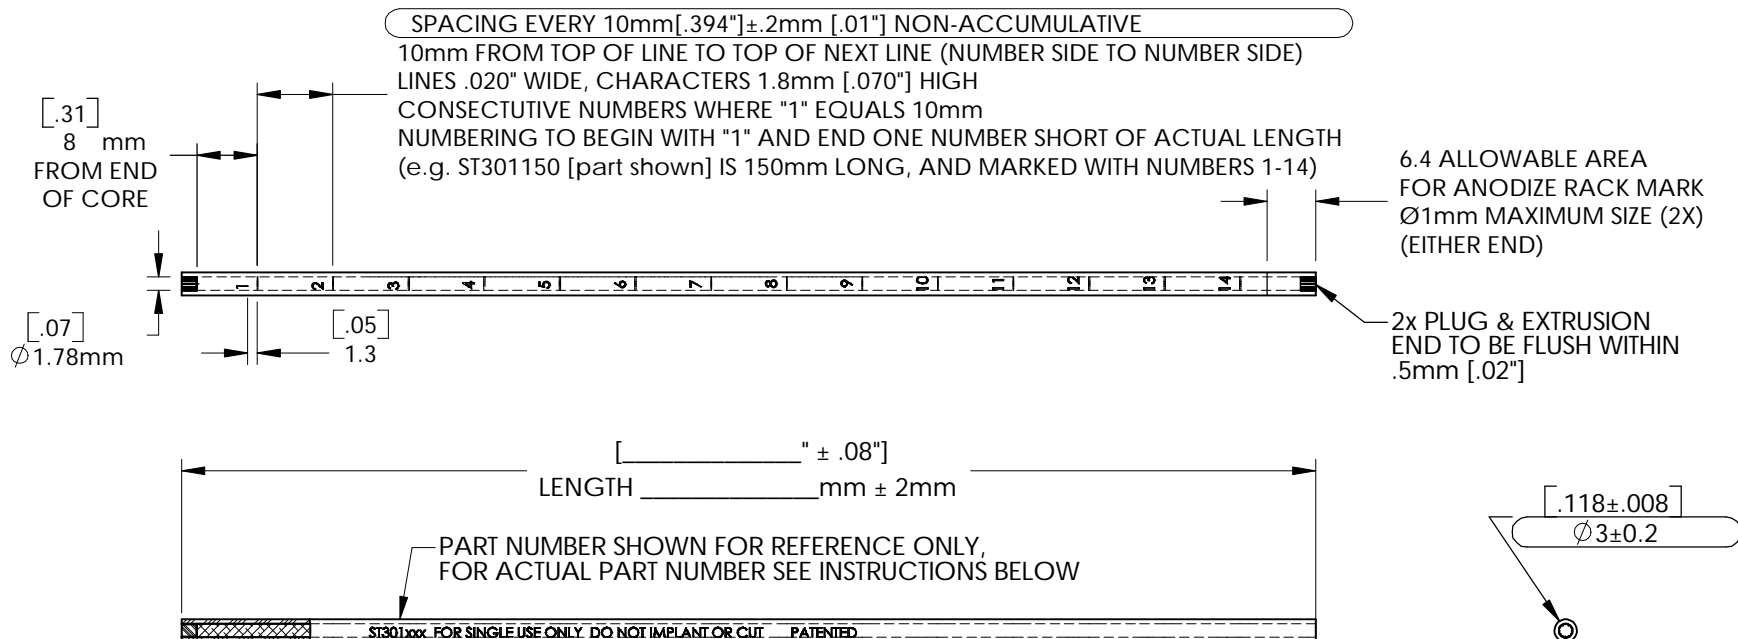 SPACING EVERY 10mm[.394"]±.2mm [.01"] NON-ACCUMULATIVE
10mm FROM TOP OF LINE TO TOP OF NEXT LINE (NUMBER SIDE TO NUMBER SIDE)
LINES .020" WIDE, CHARACTERS 1.8mm [.070"] HIGH
CONSECTUTIVE NUMBERS WHERE "1" EQUALS 10mm
NUMBERING TO BEGIN WITH "1" AND END ONE NUMBER SHORT OF ACTUAL LENGTH
(e.g. ST301150 [part shown] IS 150mm LONG, AND MARKED WITH NUMBERS 1-14)
[.31]
8 mm
FROM END
OF CORE
6.4 ALLOWABLE AREA
FOR ANODIZE RACK MARK
Ø1mm MAXIMUM SIZE (2X)
(EITHER END)
1 2 3 4 5 6 7 8 9 10 11 12 13 14
[.07]
Ø1.78mm
[.05]
1.3
2x PLUG & EXTRUSION
END TO BE FLUSH WITHIN
.5mm [.02"]
[______________" ± .08"]
LENGTH ______________mm ± 2mm
[.118±.008]
Ø3±0.2
PART NUMBER SHOWN FOR REFERENCE ONLY,
FOR ACTUAL PART NUMBER SEE INSTRUCTIONS BELOW
ST301xxx FOR SINGLE USE ONLY DO NOT IMPLANT OR CUT PATENTED